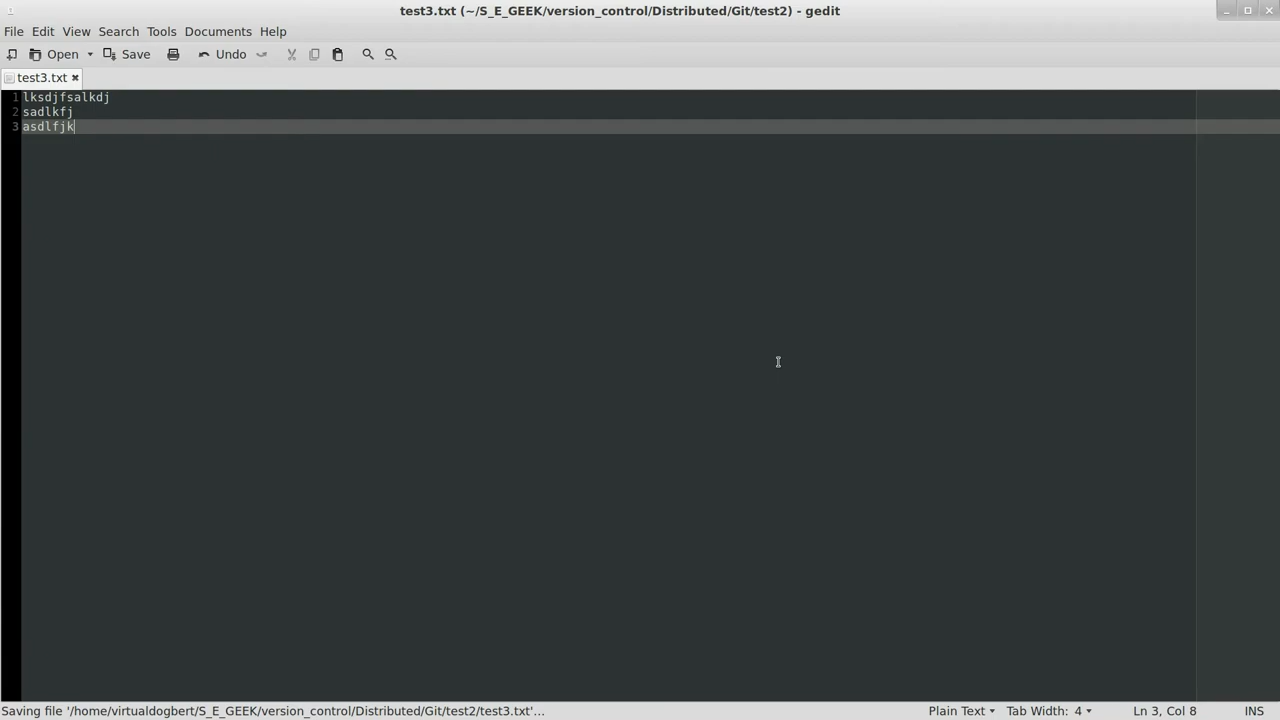 test3.txt (~/S_E_GEEK/version_control/Distributed/Git/test2) - gedit
File Edit View Search Tools Documents Help
Open Save Undo
test3.txt
1 lksdjfsalkdj
2 sadlkfj
3 asdlfjk
Saving file '/home/virtualdogbert/S_E_GEEK/version_control/Distributed/Git/test2/test3.txt'… Plain Text Tab Width: 4 Ln 3, Col 8 INS